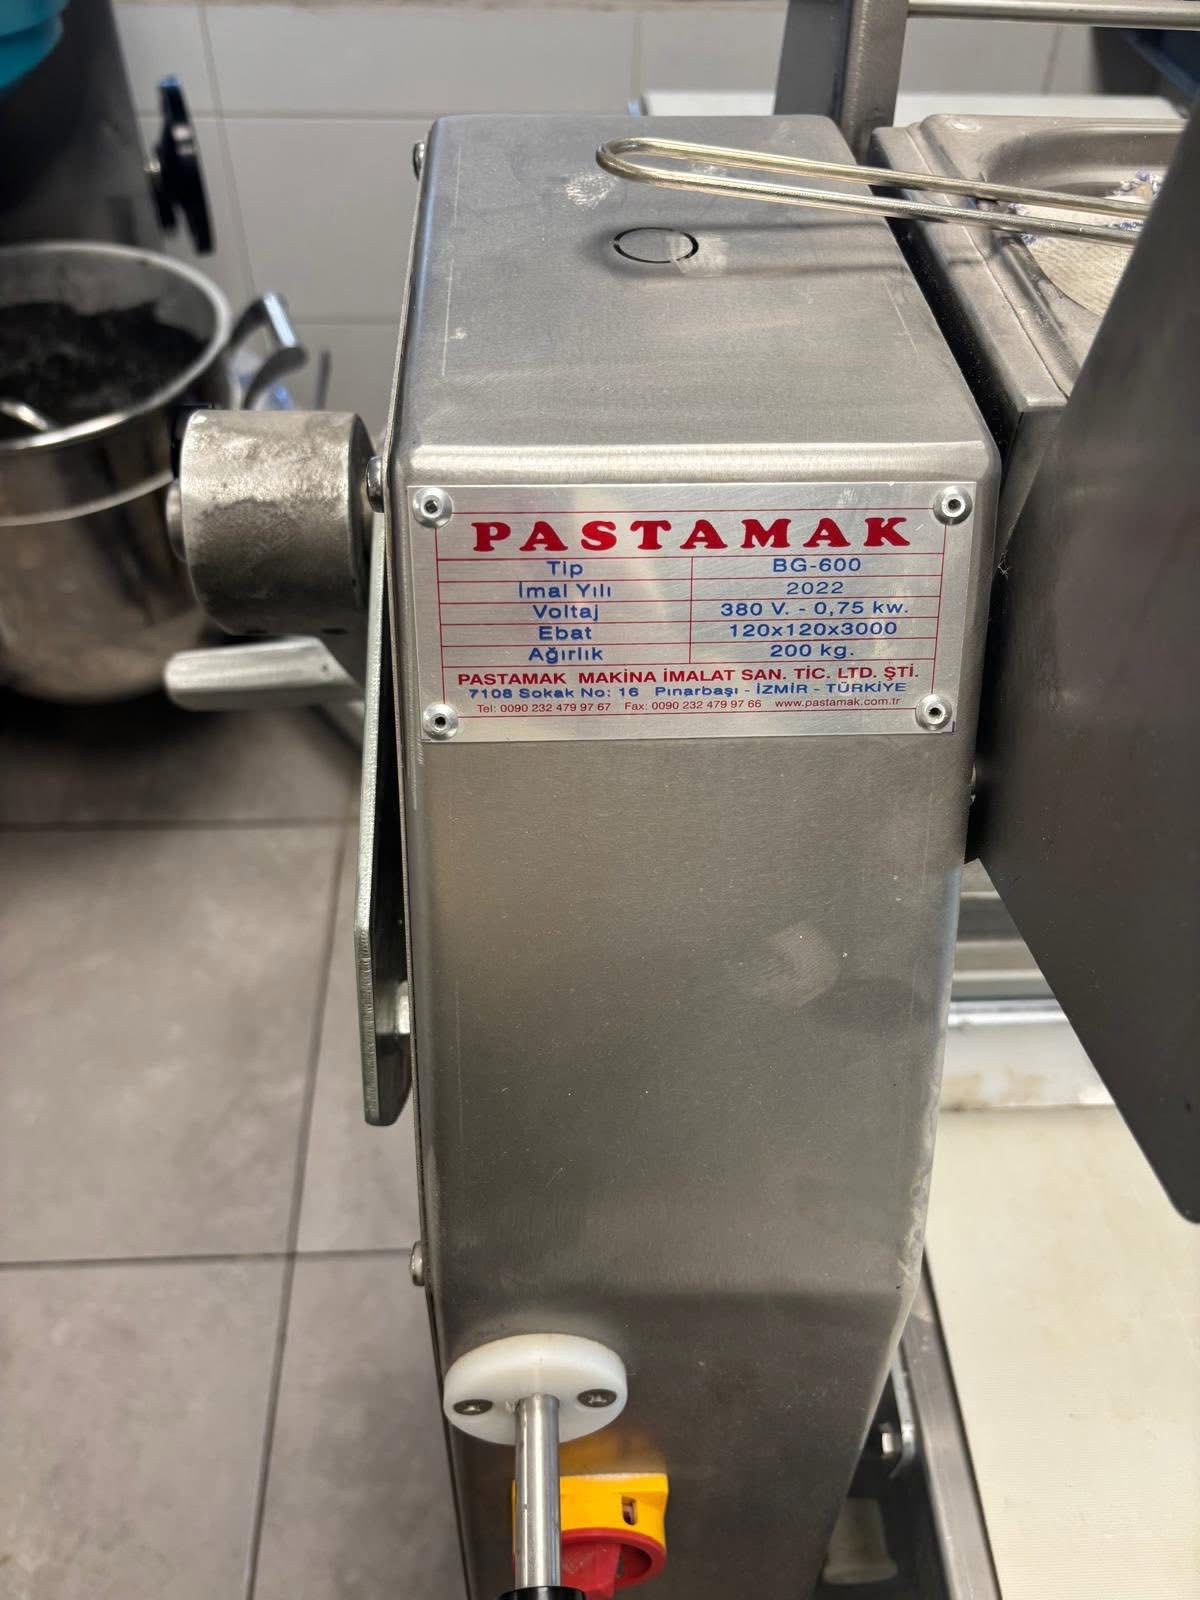 PASTAMAK
Tip BG-600
İmal Yılı 2022
Voltaj 380 V. - 0,75 kw.
Ebat 120x120x3000
Ağırlık 200 kg.
PASTAMAK MAKİNA İMALAT SAN. TİC. LTD. ŞTİ.
7108 Sokak No: 16 Pınarbaşı - İZMİR - TÜRKİYE
Tel: 0090 232 479 97 67 Fax: 0090 232 479 97 66 www.pastamak.com.tr